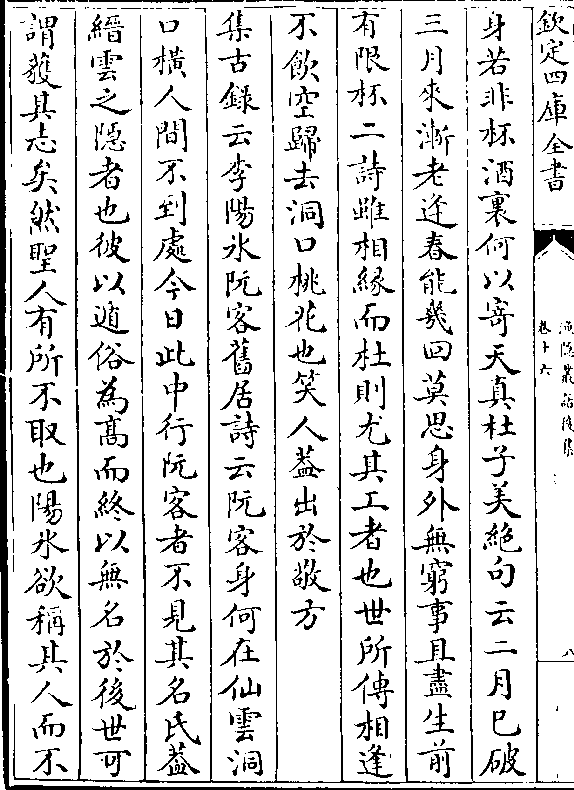 欽定四庫全書
漁隱叢話後集
卷十六
八
身若非杯酒裏何以寄天真杜子美絶句云二月已破
三月來漸老逢春能幾回莫思身外無窮事且盡生前
有限杯二詩雖相縁而杜則尤其工者也世所傳相逢
不飲空歸去洞口桃花也笑人葢出於敬方
集古録云李陽氷阮客舊居詩云阮客身何在仙雲洞
口橫人間不到處今日此中行阮客者不見其名氏葢
縉雲之隱者也彼以遁俗為髙而終以無名於後世可
謂獲其志矣然聖人有所不取也陽氷欲稱其人而不